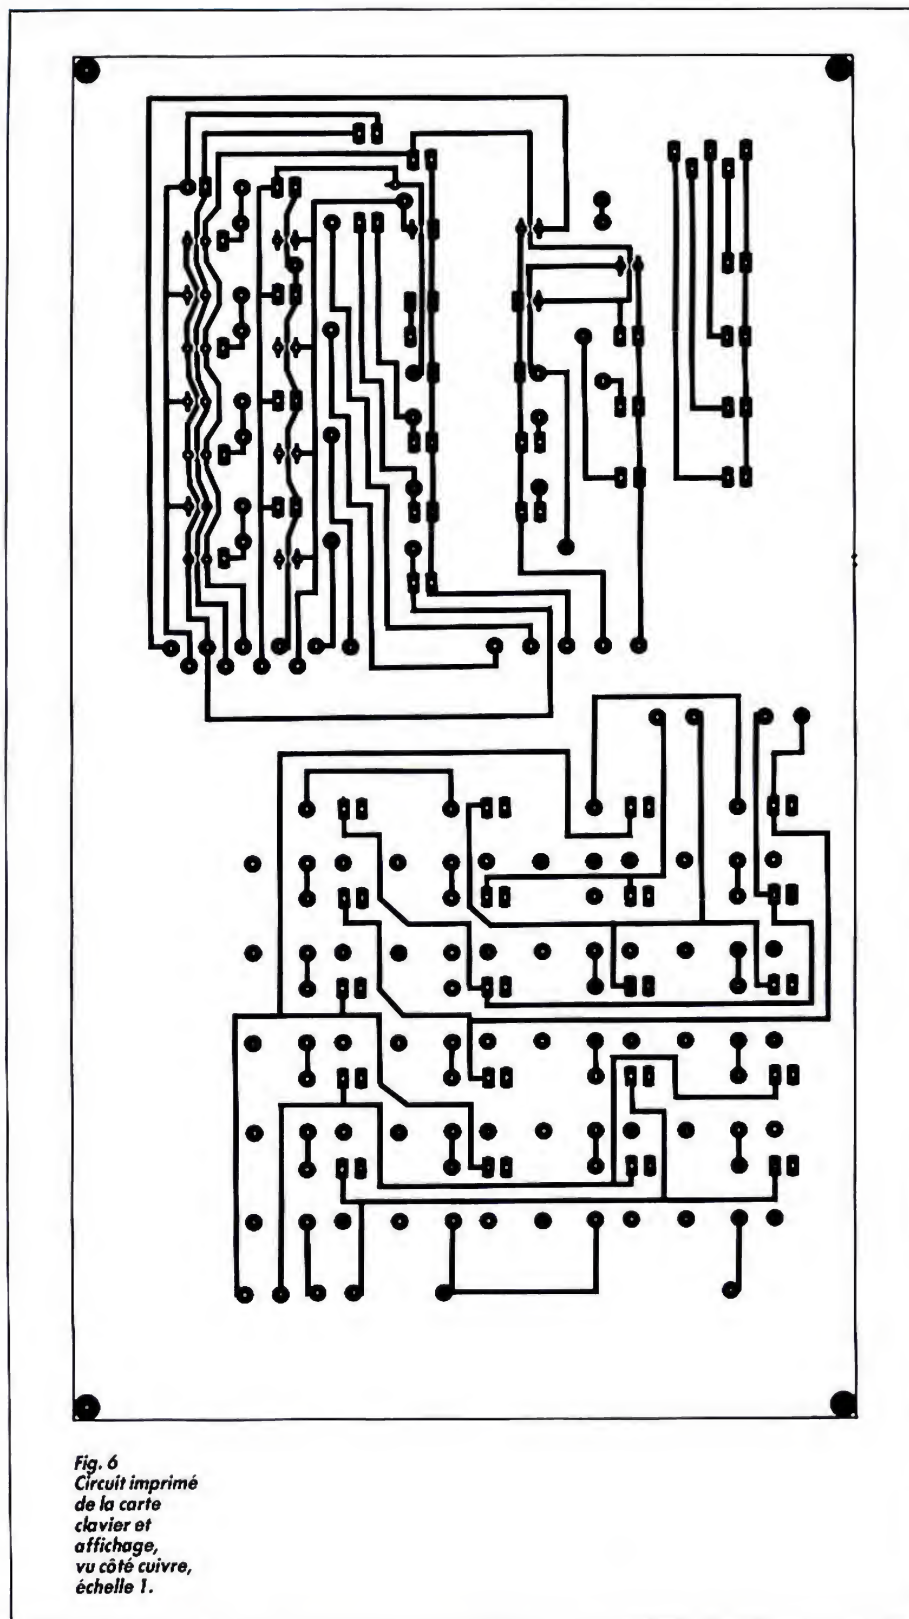 Fig. 6
Circuit imprimé
de la carte
clavier et
affichage,
vu côté cuivre,
échelle 1.